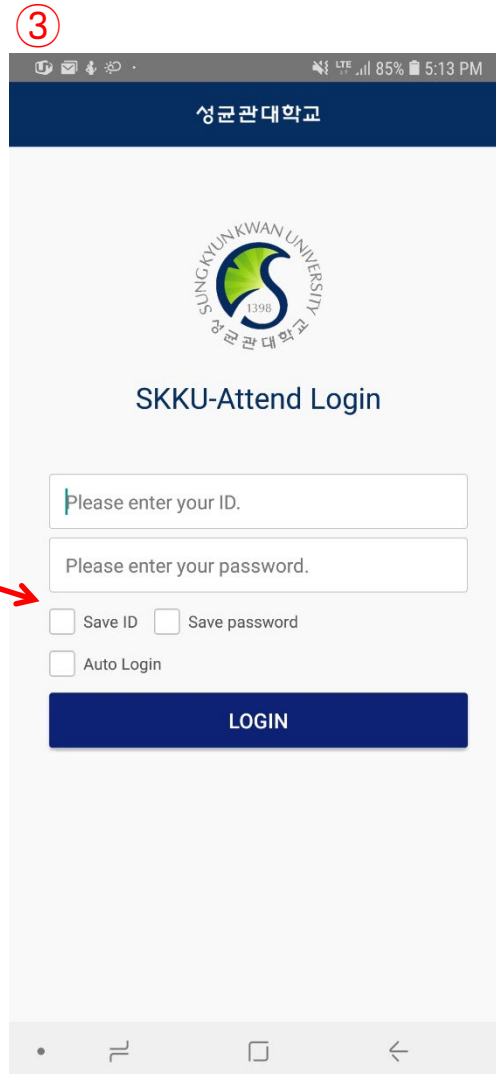 ③
LTE 85% 5:13 PM
성균관대학교
SUNGKYUNKWAN UNIVERSITY
1398
성균관대학교
SKKU-Attend Login
Please enter your ID.
Please enter your password.
Save ID Save password
Auto Login
LOGIN